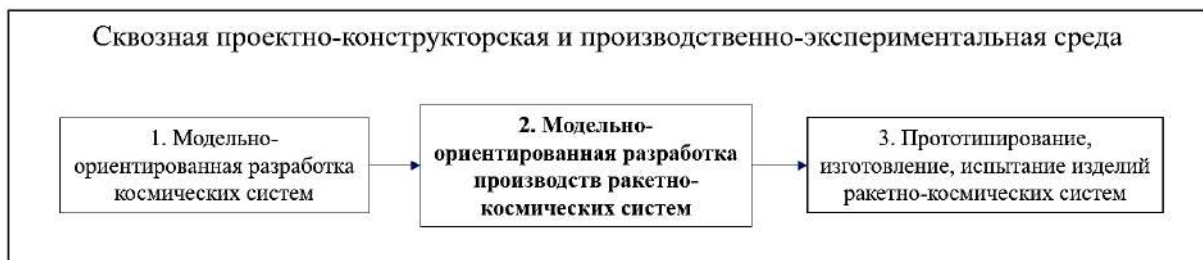 Сквозная проектно-конструкторская и производственно-экспериментальная среда
1. Модельно-
ориентированная разработка
космических систем
2. Модельно-
ориентированная разработка
производств ракетно-
космических систем
3. Прототипирование,
изготовление, испытание изделий
ракетно-космических систем